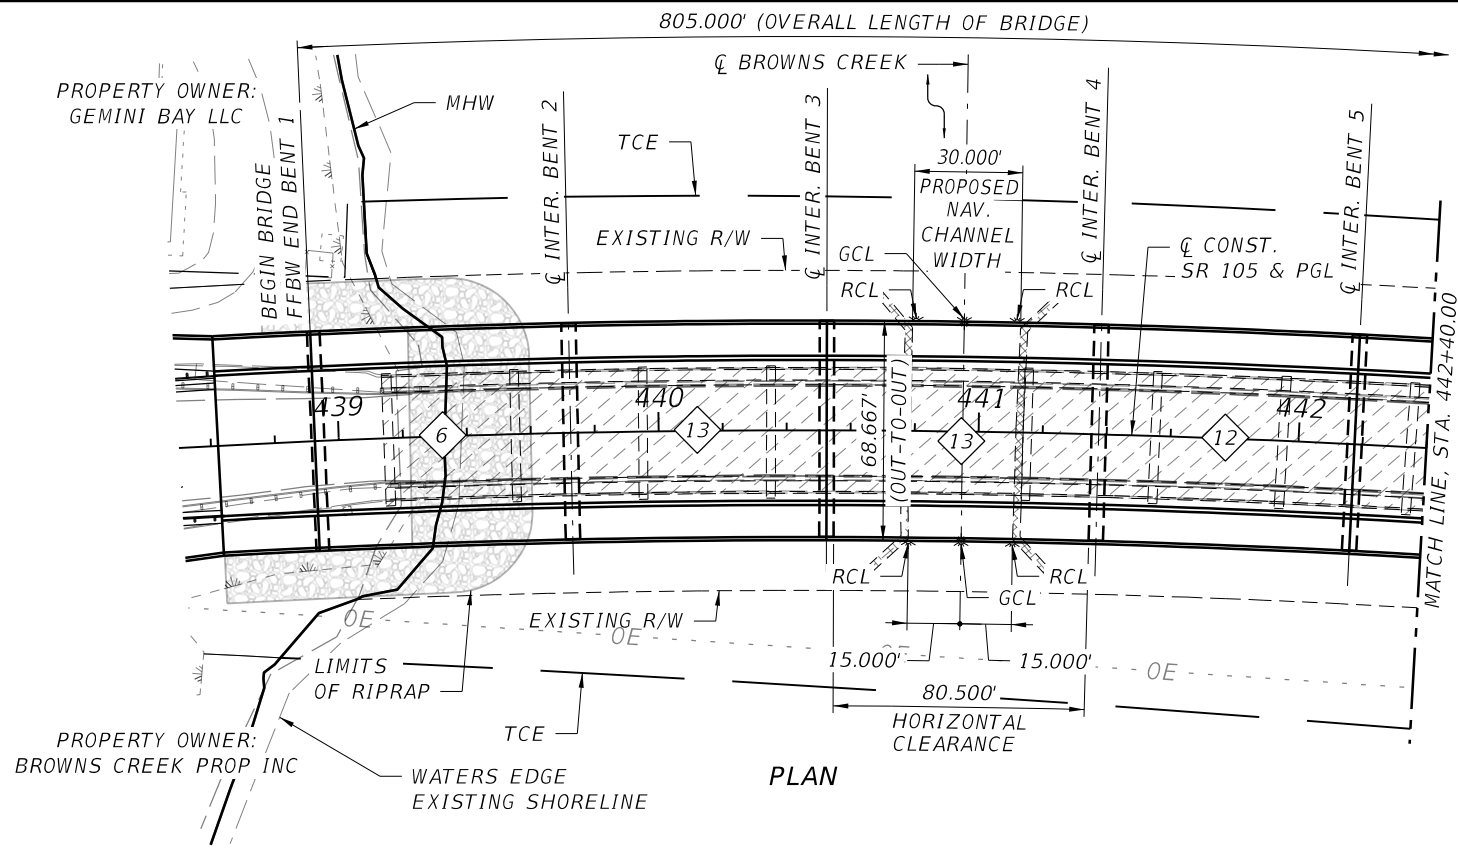 805.000' (OVERALL LENGTH OF BRIDGE)
℄ BROWNS CREEK
PROPERTY OWNER:
GEMINI BAY LLC
MHW
TCE
BEGIN BRIDGE
FFBW END BENT 1
℄ INTER. BENT 2
℄ INTER. BENT 3
℄ INTER. BENT 4
℄ INTER. BENT 5
30.000'
PROPOSED
NAV.
CHANNEL
WIDTH
EXISTING R/W
GCL
RCL
RCL
℄ CONST.
SR 105 & PGL
439
440
441
442
6
13
13
12
68.667'
(OUT-TO-OUT)
MATCH LINE, STA. 442+40.00
RCL
RCL
GCL
EXISTING R/W
OE
OE
OE
OE
15.000'
15.000'
LIMITS
OF RIPRAP
80.500'
HORIZONTAL
CLEARANCE
TCE
PROPERTY OWNER:
BROWNS CREEK PROP INC
WATERS EDGE
EXISTING SHORELINE
PLAN